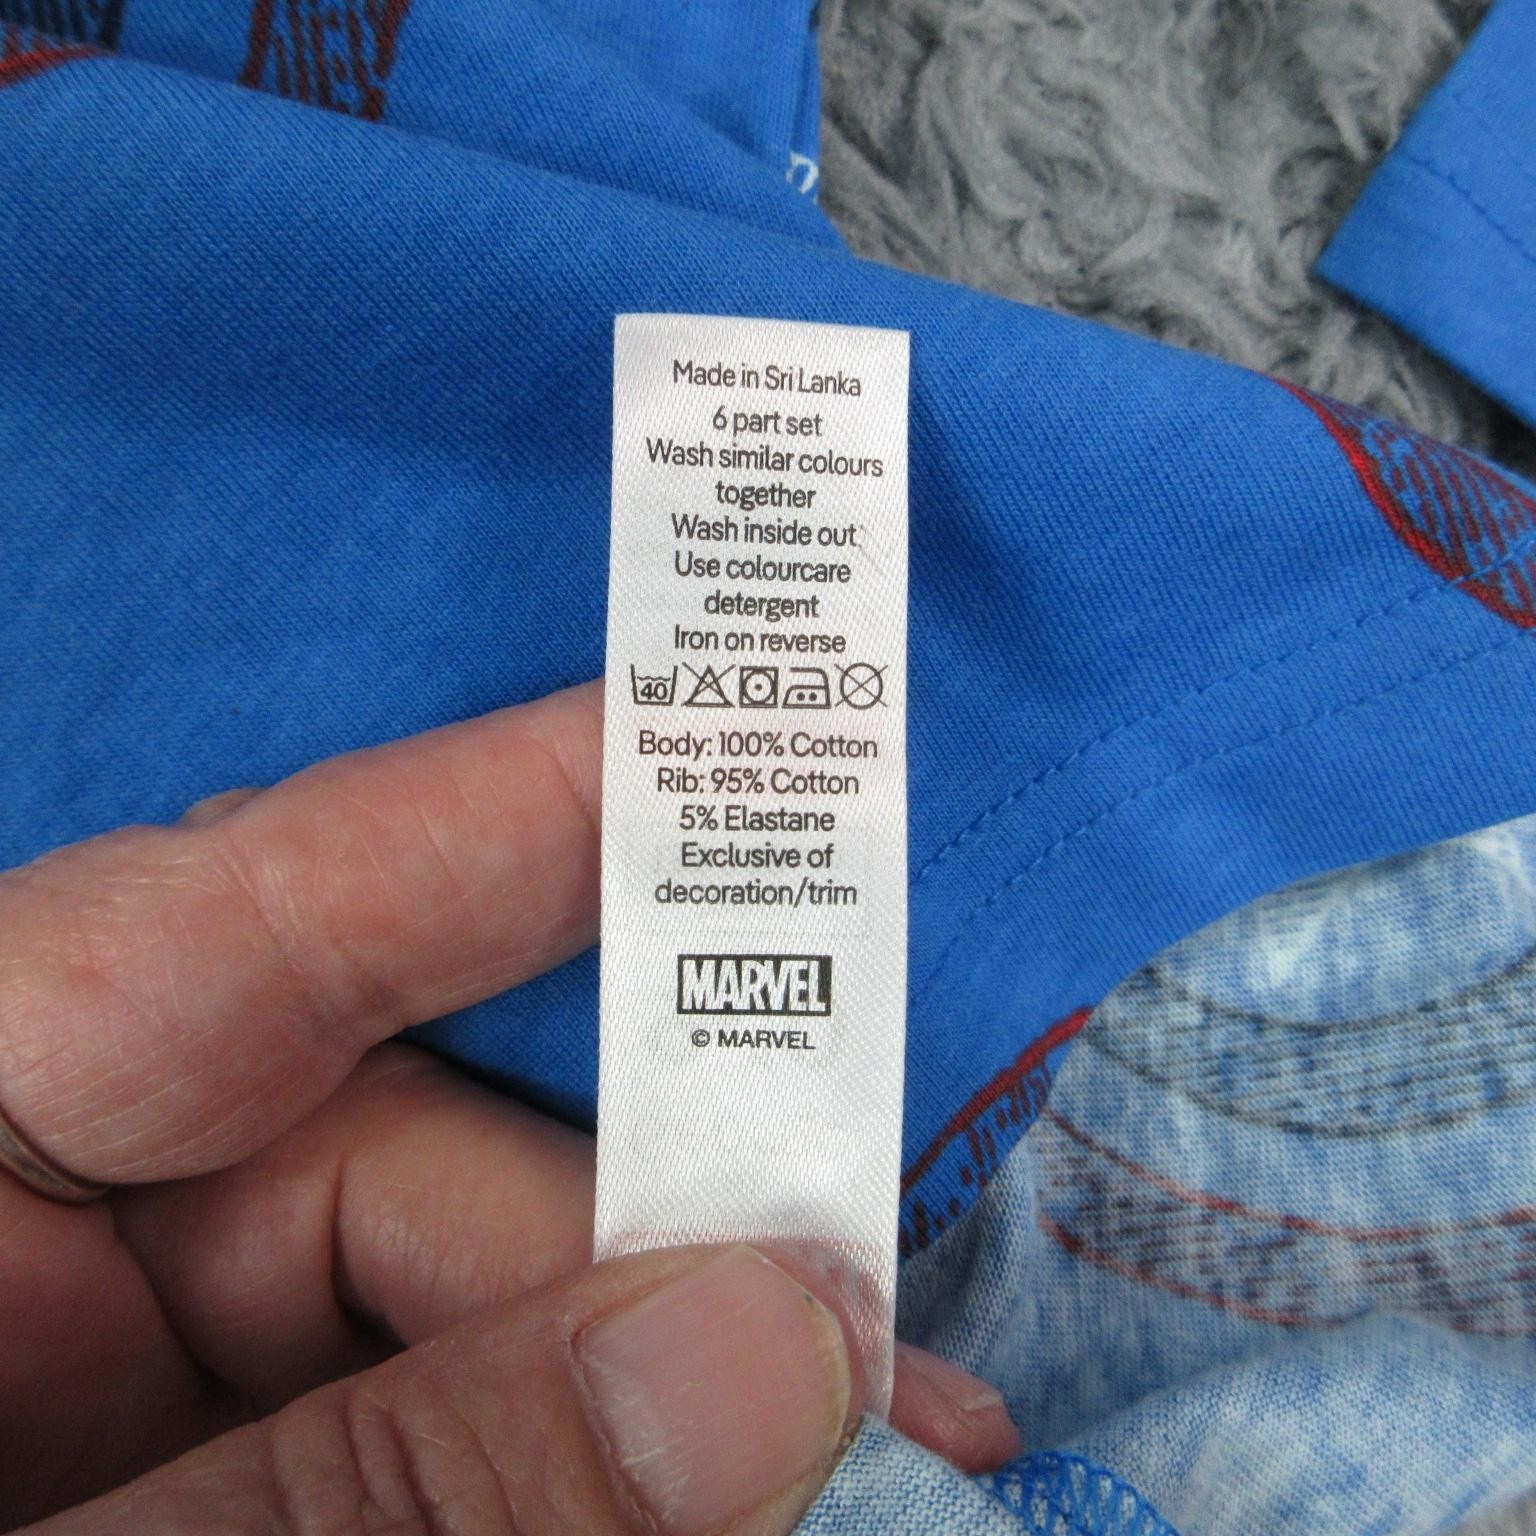 Made in Sri Lanka
6 part set
Wash similar colours
together
Wash inside out
Use colourcare
detergent
Iron on reverse
40
Body: 100% Cotton
Rib: 95% Cotton
5% Elastane
Exclusive of
decoration/trim
MARVEL
© MARVEL